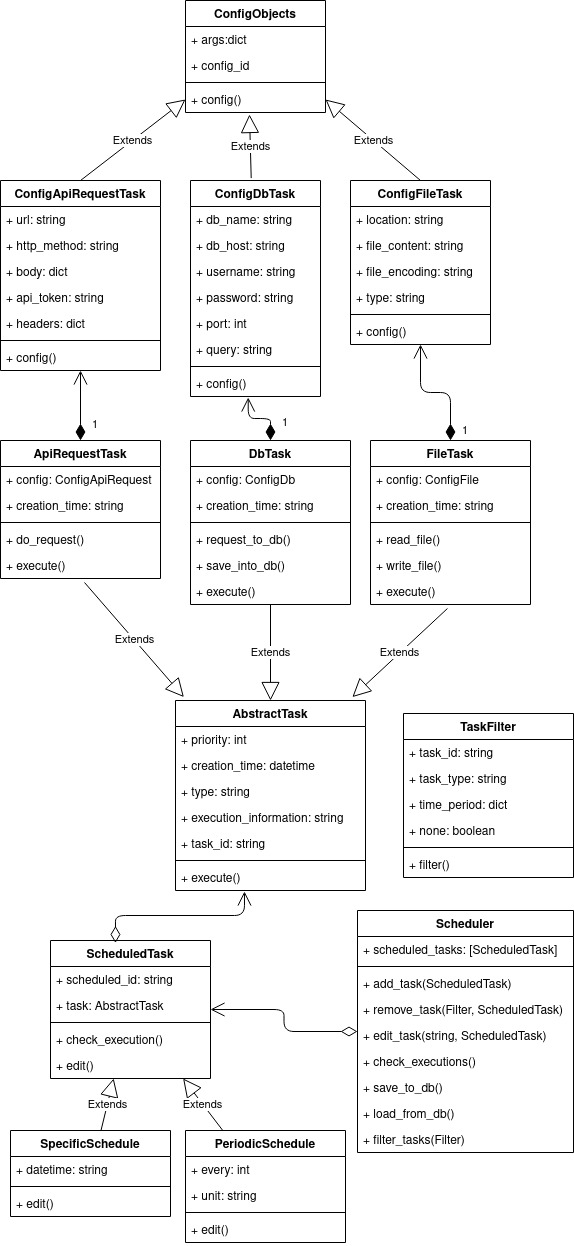 ConfigObjects
+ args:dict
+ config_id
+ config()
Extends
Extends
Extends
ConfigApiRequestTask
+ url: string
+ http_method: string
+ body: dict
+ api_token: string
+ headers: dict
+ config()
ConfigDbTask
+ db_name: string
+ db_host: string
+ username: string
+ password: string
+ port: int
+ query: string
+ config()
ConfigFileTask
+ location: string
+ file_content: string
+ file_encoding: string
+ type: string
+ config()
1
1
1
ApiRequestTask
+ config: ConfigApiRequest
+ creation_time: string
+ do_request()
+ execute()
DbTask
+ config: ConfigDb
+ creation_time: string
+ request_to_db()
+ save_into_db()
+ execute()
FileTask
+ config: ConfigFile
+ creation_time: string
+ read_file()
+ write_file()
+ execute()
Extends
Extends
Extends
AbstractTask
+ priority: int
+ creation_time: datetime
+ type: string
+ execution_information: string
+ task_id: string
+ execute()
TaskFilter
+ task_id: string
+ task_type: string
+ time_period: dict
+ none: boolean
+ filter()
ScheduledTask
+ scheduled_id: string
+ task: AbstractTask
+ check_execution()
+ edit()
Scheduler
+ scheduled_tasks: [ScheduledTask]
+ add_task(ScheduledTask)
+ remove_task(Filter, ScheduledTask)
+ edit_task(string, ScheduledTask)
+ check_executions()
+ save_to_db()
+ load_from_db()
+ filter_tasks(Filter)
Extends
Extends
SpecificSchedule
+ datetime: string
+ edit()
PeriodicSchedule
+ every: int
+ unit: string
+ edit()